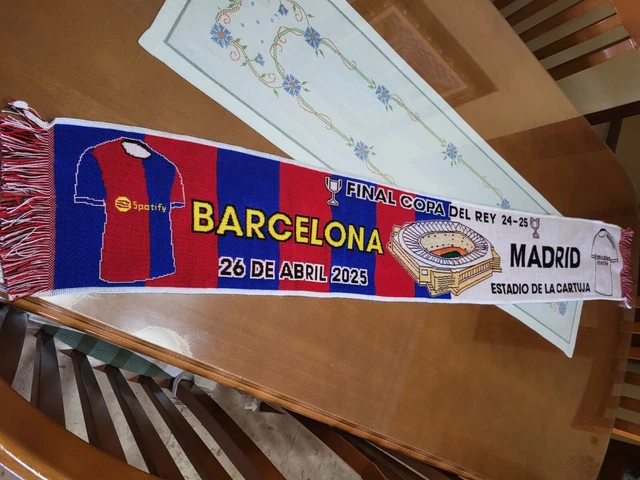 FINAL COPA DEL REY 24-25
Spotify
BARCELONA
MADRID
26 DE ABRIL 2025
ESTADIO DE LA CARTUJA